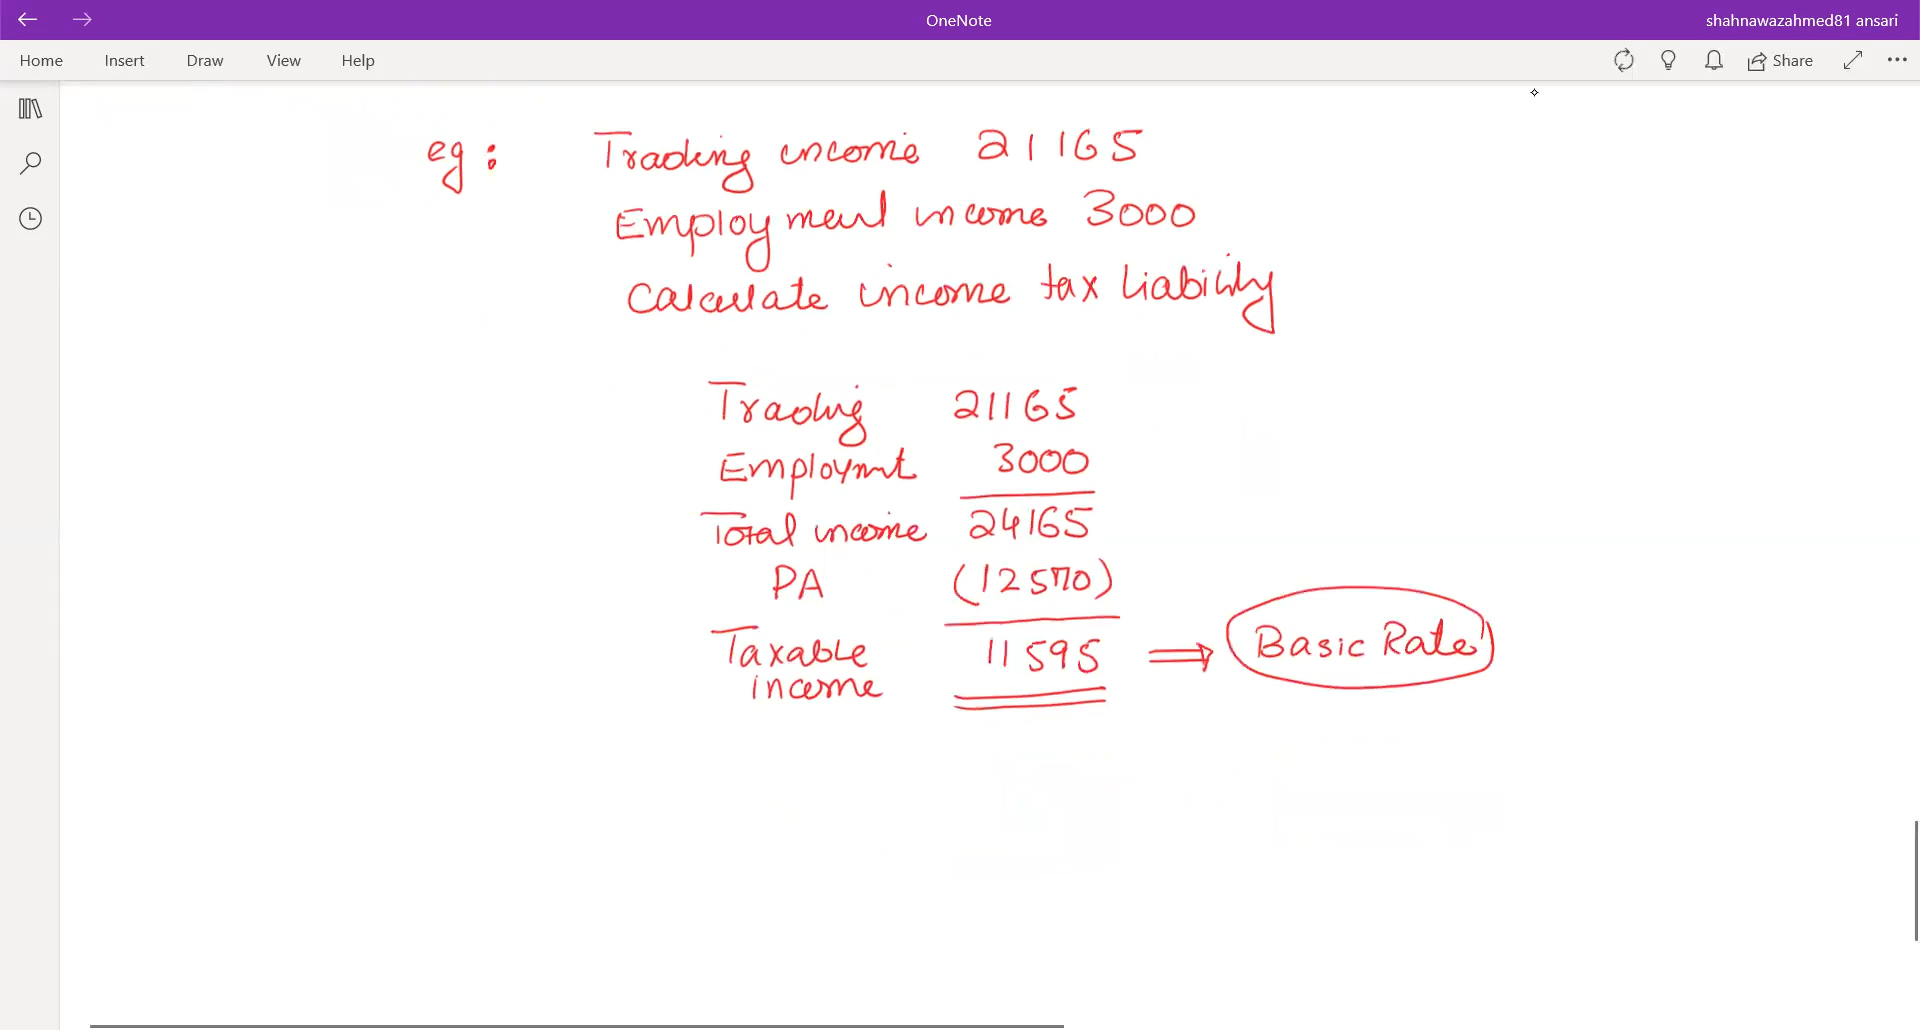 OneNote
shahnawazahmed81 ansari
Home Insert Draw View Help Share
eg: Trading income 21165
Employment income 3000
Calculate income tax liability
Trading 21165
Employmnt 3000
Total income 24165
PA (12570)
Taxable 11595 ⇒ Basic Rate
income